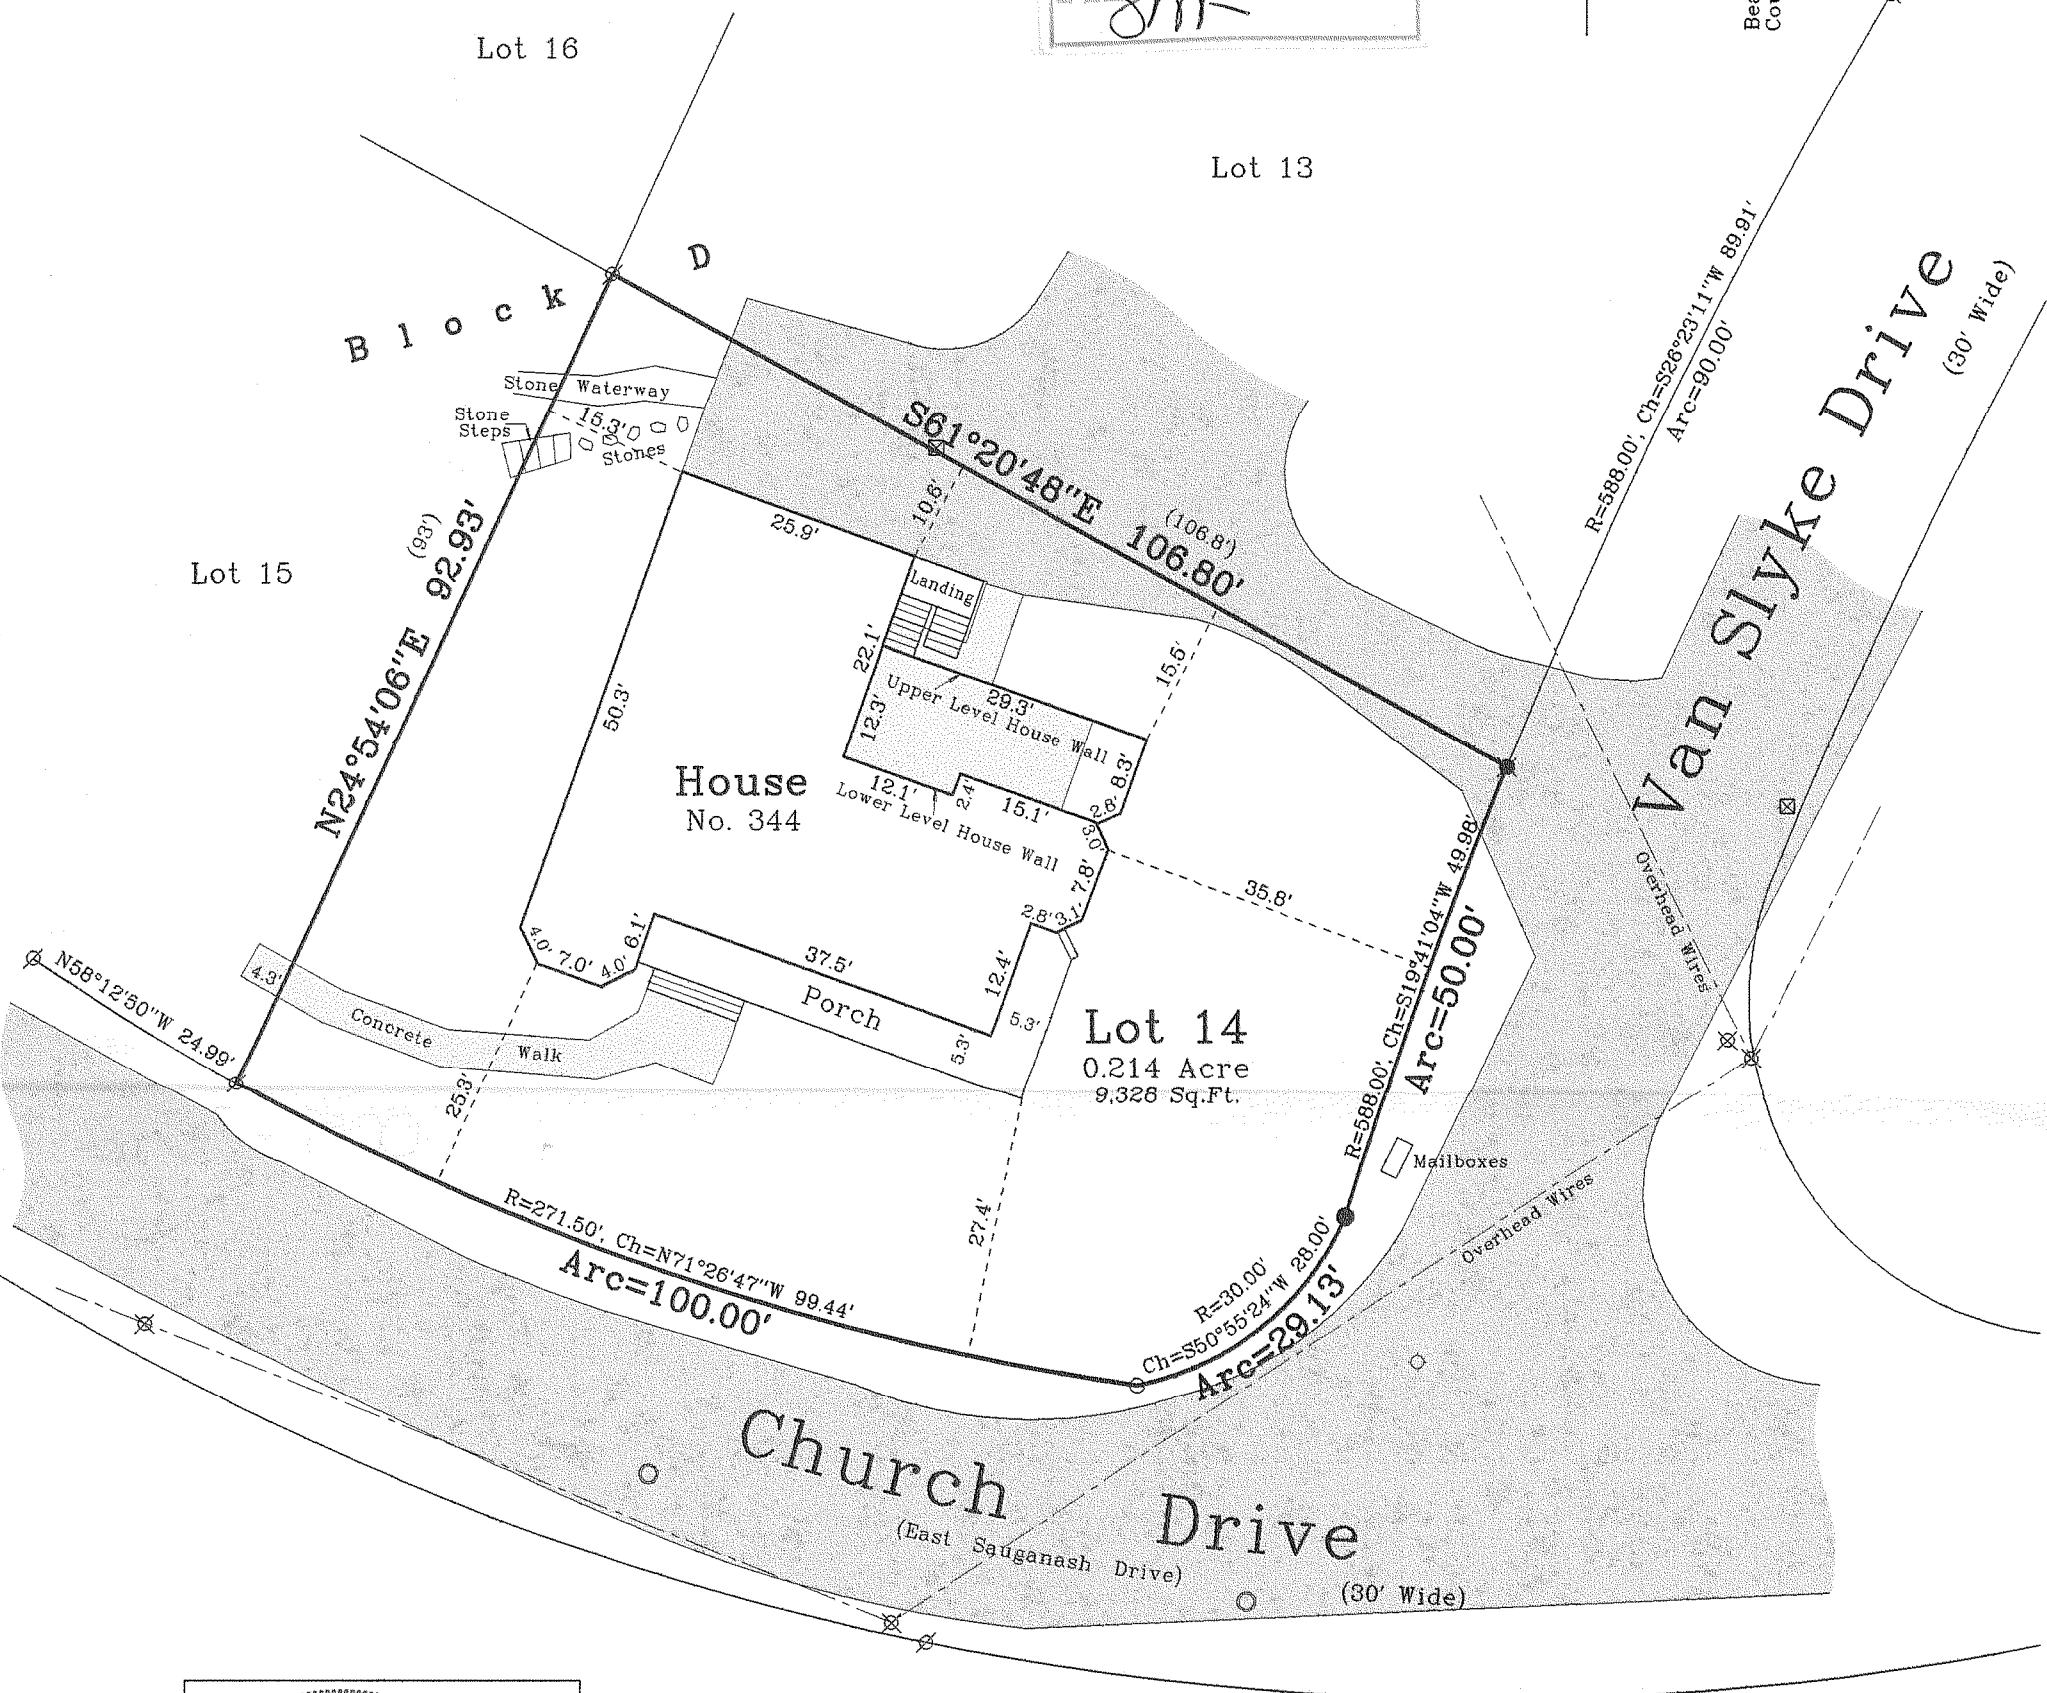 Lot 16
Lot 13
Block D
Stone Waterway
Stone
Steps
15.3'
Stones
S61°20'48"E 106.80'
(106.8')
10.6'
25.9'
R=588.00', Ch=S26°23'11"W 89.91'
Arc=90.00'
Van Slyke Drive
(30' Wide)
Lot 15
(93')
N24°54'06"E 92.93'
Landing
22.1'
15.5'
Upper Level House Wall
29.3'
50.3'
12.3'
8.3'
House
No. 344
12.1'
2.4'
15.1'
2.8'
3.0'
Lower Level House Wall
7.8'
35.8'
2.8'
3.1'
4.0'
7.0'
4.0'
6.1'
37.5'
12.4'
Porch
5.3'
5.3'
N58°12'50"W 24.99'
4.3'
Concrete Walk
25.3'
Lot 14
0.214 Acre
9,328 Sq.Ft.
R=588.00', Ch=S19°41'04"W 49.98'
Arc=50.00'
Overhead Wires
Mailboxes
Overhead Wires
27.4'
R=271.50', Ch=N71°26'47"W 99.44'
Arc=100.00'
R=30.00'
Ch=S50°55'24"W 28.00'
Arc=29.13'
Church Drive
(East Sauganash Drive)
(30' Wide)